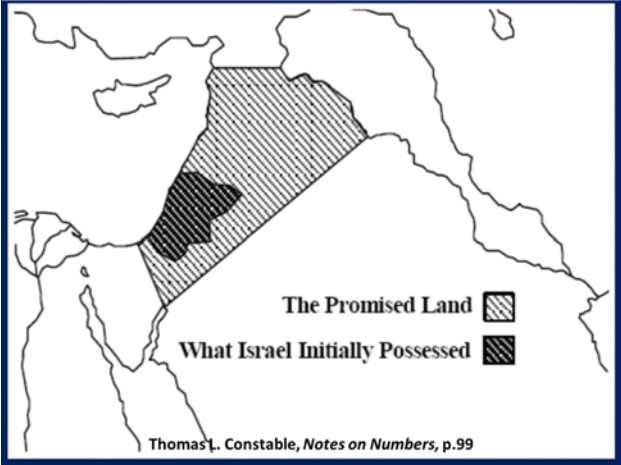 The Promised Land
What Israel Initially Possessed
Thomas L. Constable, Notes on Numbers, p.99